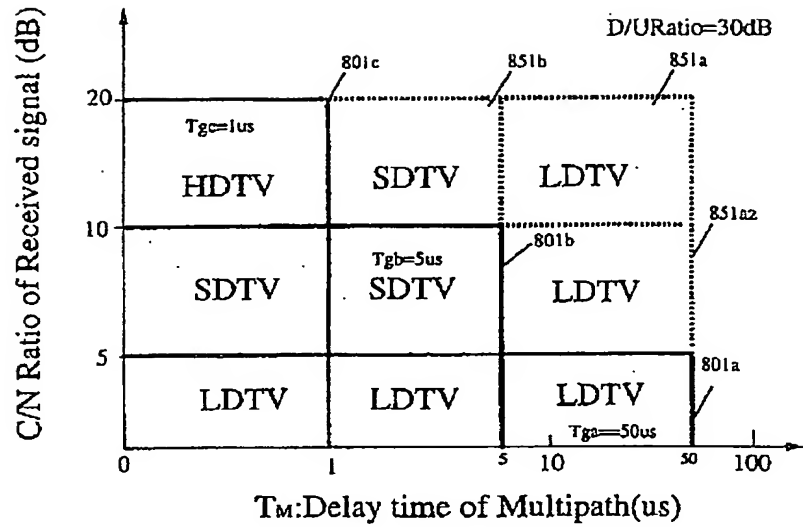 D/URatio=30dB
801c
851b
851a
20
Tgc=1us
HDTV
SDTV
LDTV
851a2
10
Tgb=5us
801b
SDTV
SDTV
LDTV
5
801a
LDTV
LDTV
LDTV
Tga=50us
0
1
5
10
50
100
TM:Delay time of Multipath(us)
C/N Ratio of Received signal (dB)